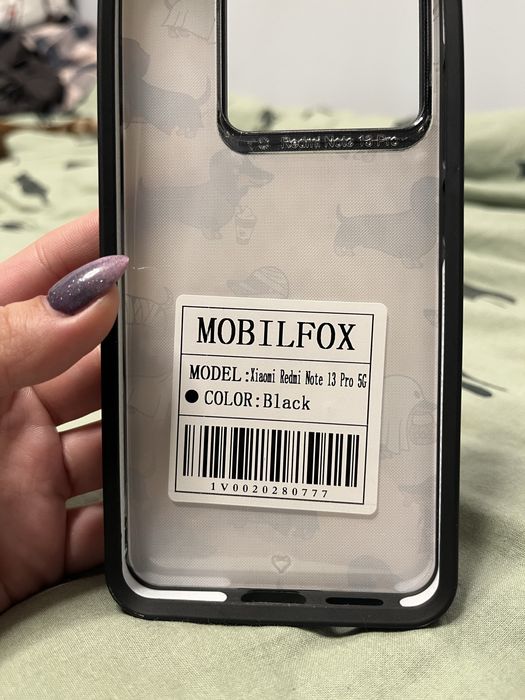 Redmi Note 13 Pro
MOBILFOX
MODEL:Xiaomi Redmi Note 13 Pro 5G
COLOR:Black
1V0020280777